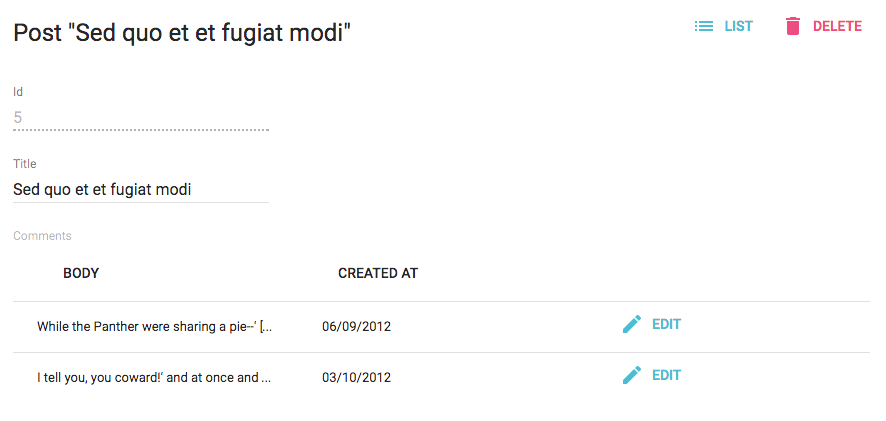 Post "Sed quo et et fugiat modi"
LIST
DELETE
Id
5
Title
Sed quo et et fugiat modi
Comments
BODY CREATED AT
While the Panther were sharing a pie--' [... 06/09/2012 EDIT
I tell you, you coward!' and at once and ... 03/10/2012 EDIT